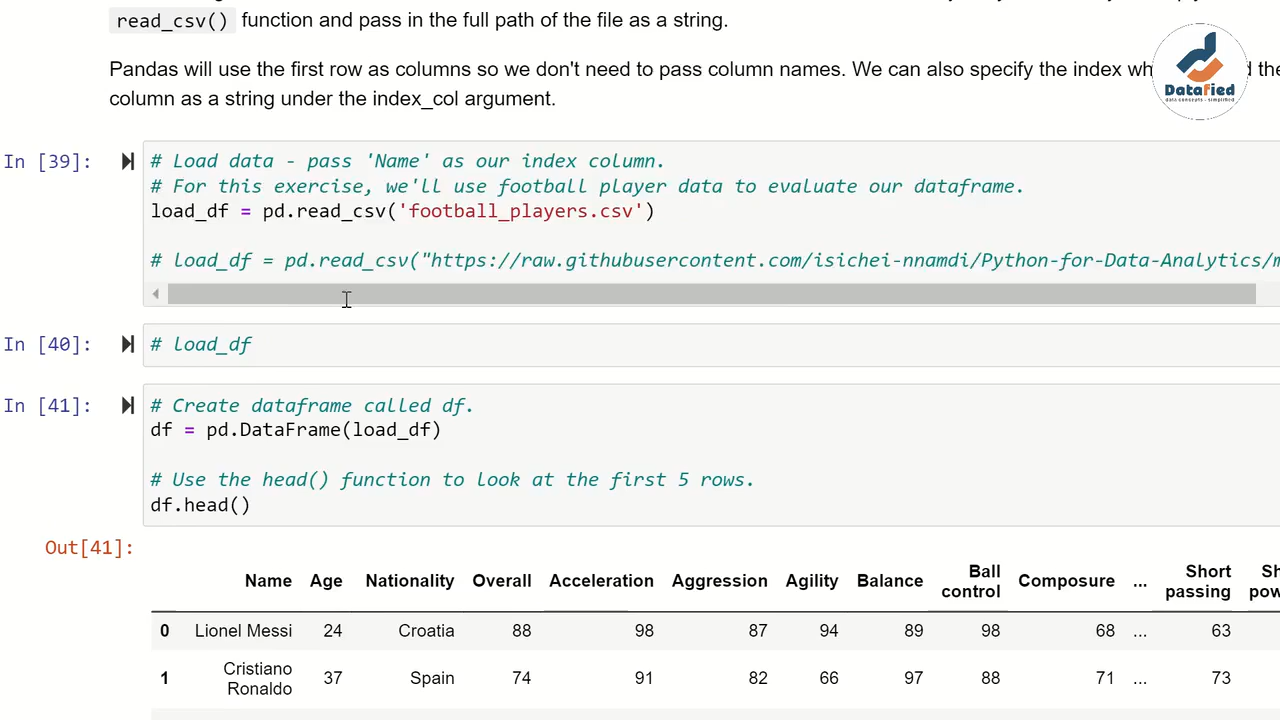 read_csv() function and pass in the full path of the file as a string.
Pandas will use the first row as columns so we don't need to pass column names. We can also specify the index wh d the
column as a string under the index_col argument.
Datafied
data concepts - simplified
In [39]:
# Load data - pass 'Name' as our index column.
# For this exercise, we'll use football player data to evaluate our dataframe.
load_df = pd.read_csv('football_players.csv')
# load_df = pd.read_csv("https://raw.githubusercontent.com/isichei-nnamdi/Python-for-Data-Analytics/m
In [40]:
# load_df
In [41]:
# Create dataframe called df.
df = pd.DataFrame(load_df)
# Use the head() function to look at the first 5 rows.
df.head()
Out[41]:
Name Age Nationality Overall Acceleration Aggression Agility Balance Ball control Composure ... Short passing Sh pow
0 Lionel Messi 24 Croatia 88 98 87 94 89 98 68 ... 63
1 Cristiano Ronaldo 37 Spain 74 91 82 66 97 88 71 ... 73